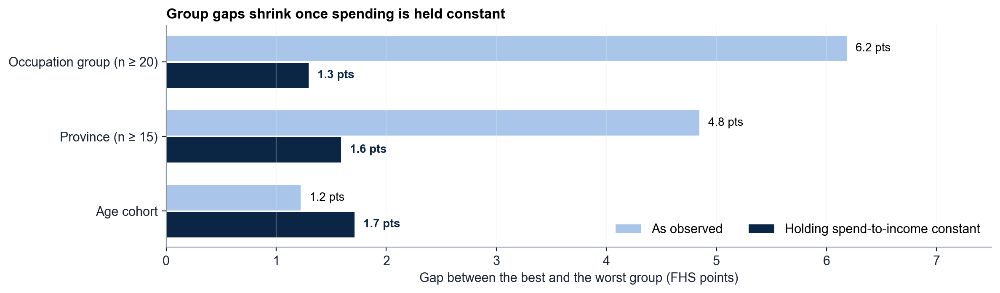 Group gaps shrink once spending is held constant
Occupation group (n ≥ 20)
6.2 pts
1.3 pts
Province (n ≥ 15)
4.8 pts
1.6 pts
Age cohort
1.2 pts
1.7 pts
As observed
Holding spend-to-income constant
0 1 2 3 4 5 6 7
Gap between the best and the worst group (FHS points)